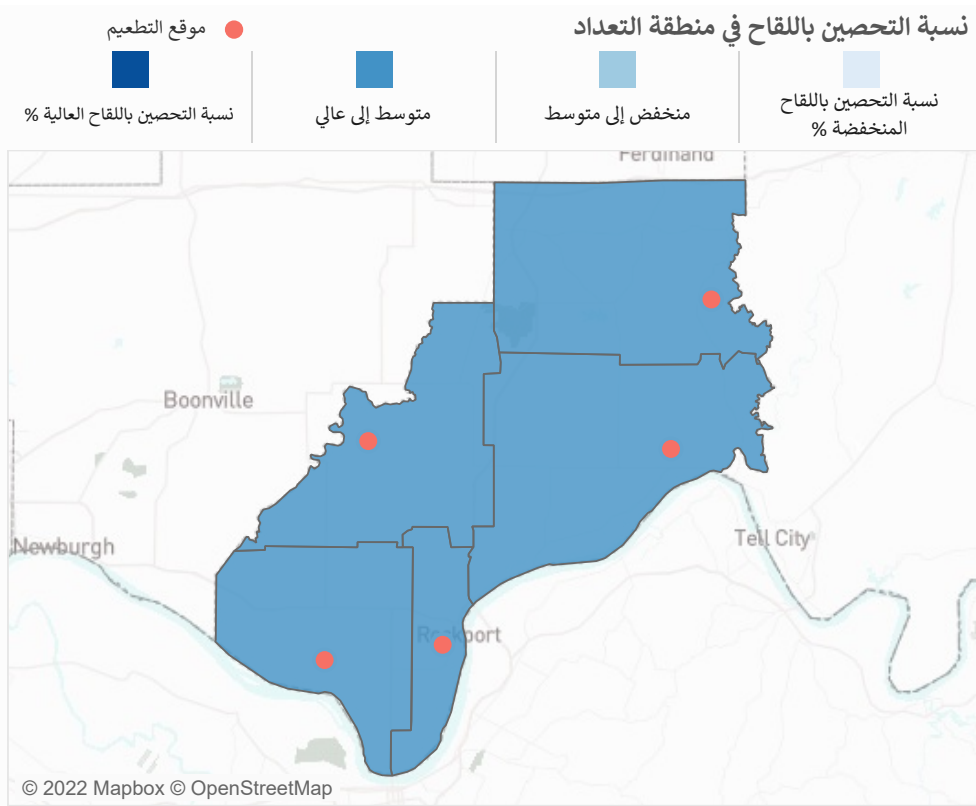 نسبة التحصين باللقاح في منطقة التعداد
موقع التطعيم
نسبة التحصين باللقاح
المنخفضة %
منخفض إلى متوسط
متوسط إلى عالي
نسبة التحصين باللقاح العالية %
Ferdinand
Boonville
Newburgh
Tell City
Rockport
© 2022 Mapbox © OpenStreetMap